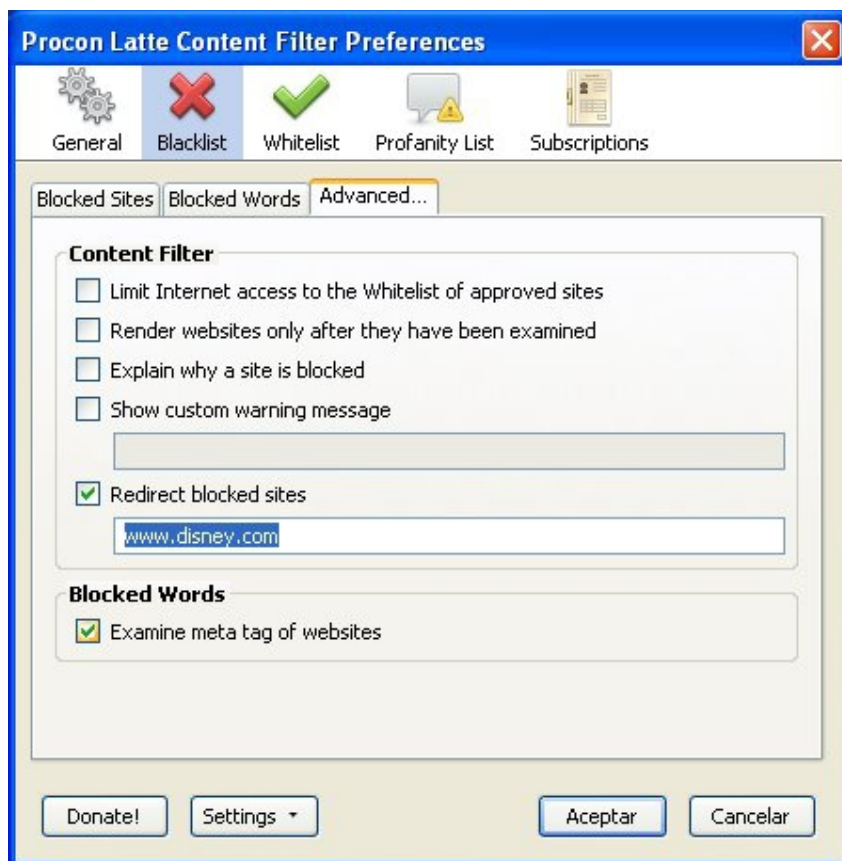 Procon Latte Content Filter Preferences
General Blacklist Whitelist Profanity List Subscriptions
Blocked Sites Blocked Words Advanced...
Content Filter
Limit Internet access to the Whitelist of approved sites
Render websites only after they have been examined
Explain why a site is blocked
Show custom warning message
Redirect blocked sites
www.disney.com
Blocked Words
Examine meta tag of websites
Donate! Settings Aceptar Cancelar